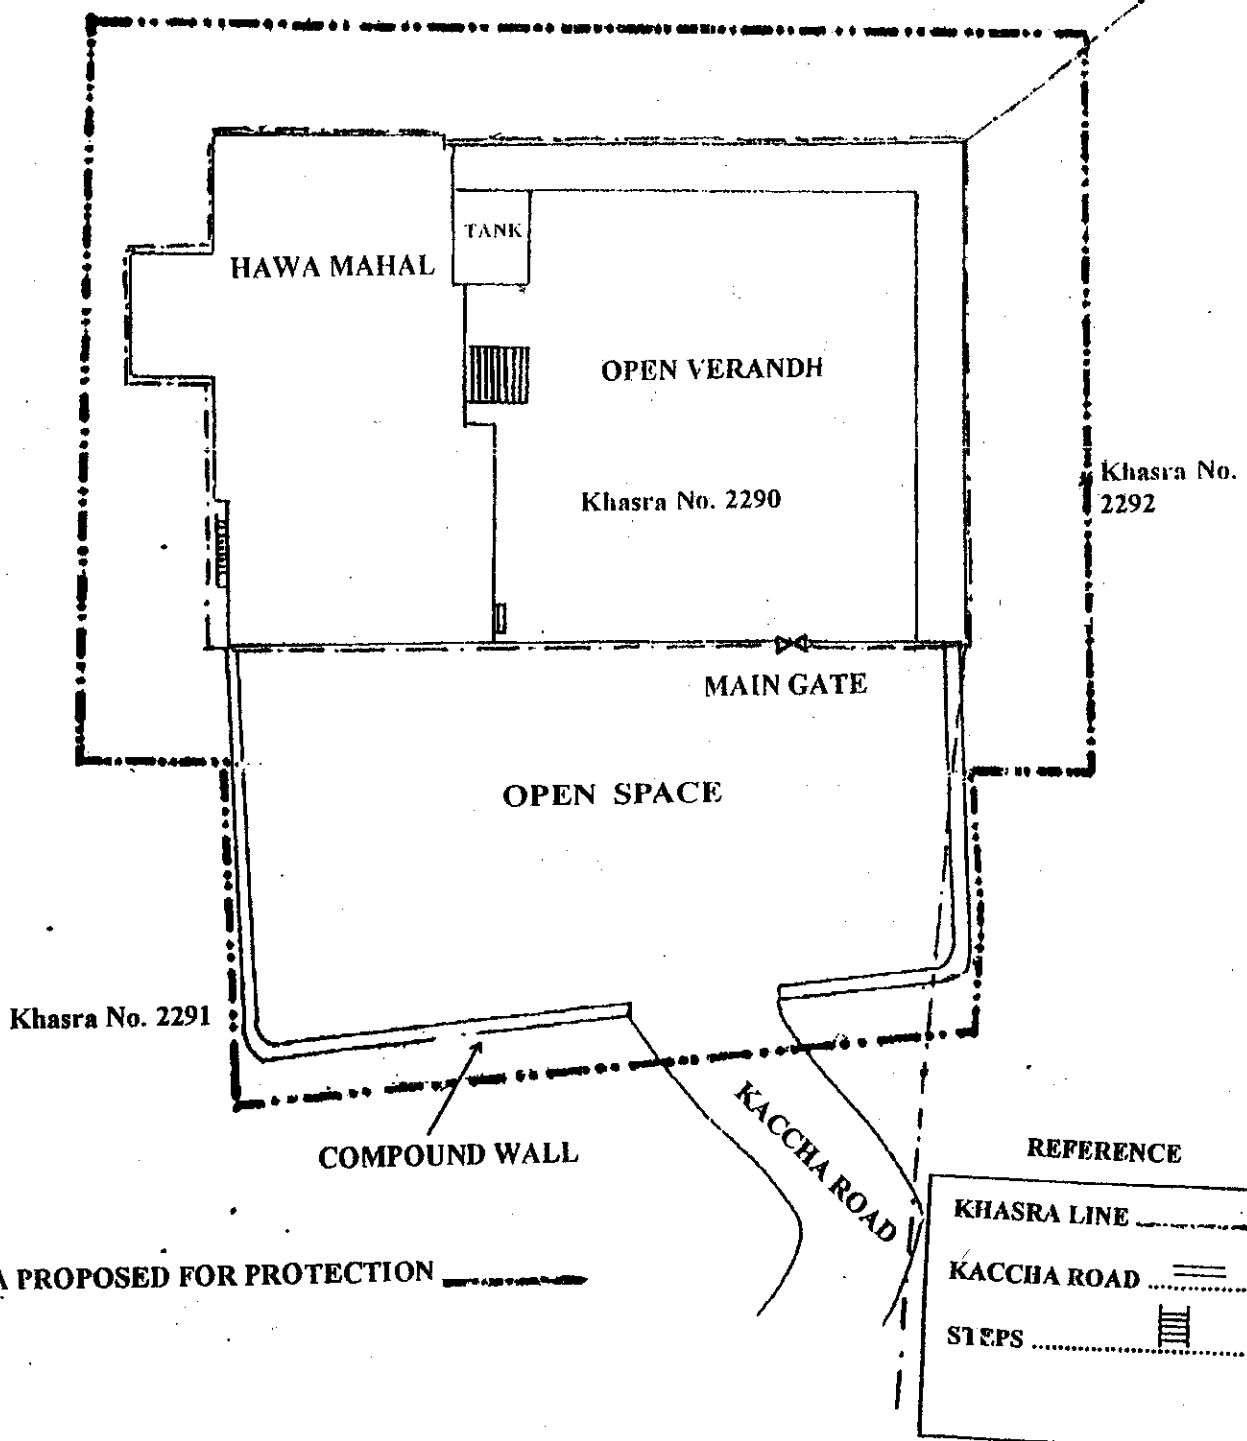 TANK
HAWA MAHAL
OPEN VERANDH
Khasra No. 2290
Khasra No.
2292
MAIN GATE
OPEN SPACE
Khasra No. 2291
COMPOUND WALL
KACCHA ROAD
A PROPOSED FOR PROTECTION
REFERENCE
KHASRA LINE
KACCHA ROAD
STEPS